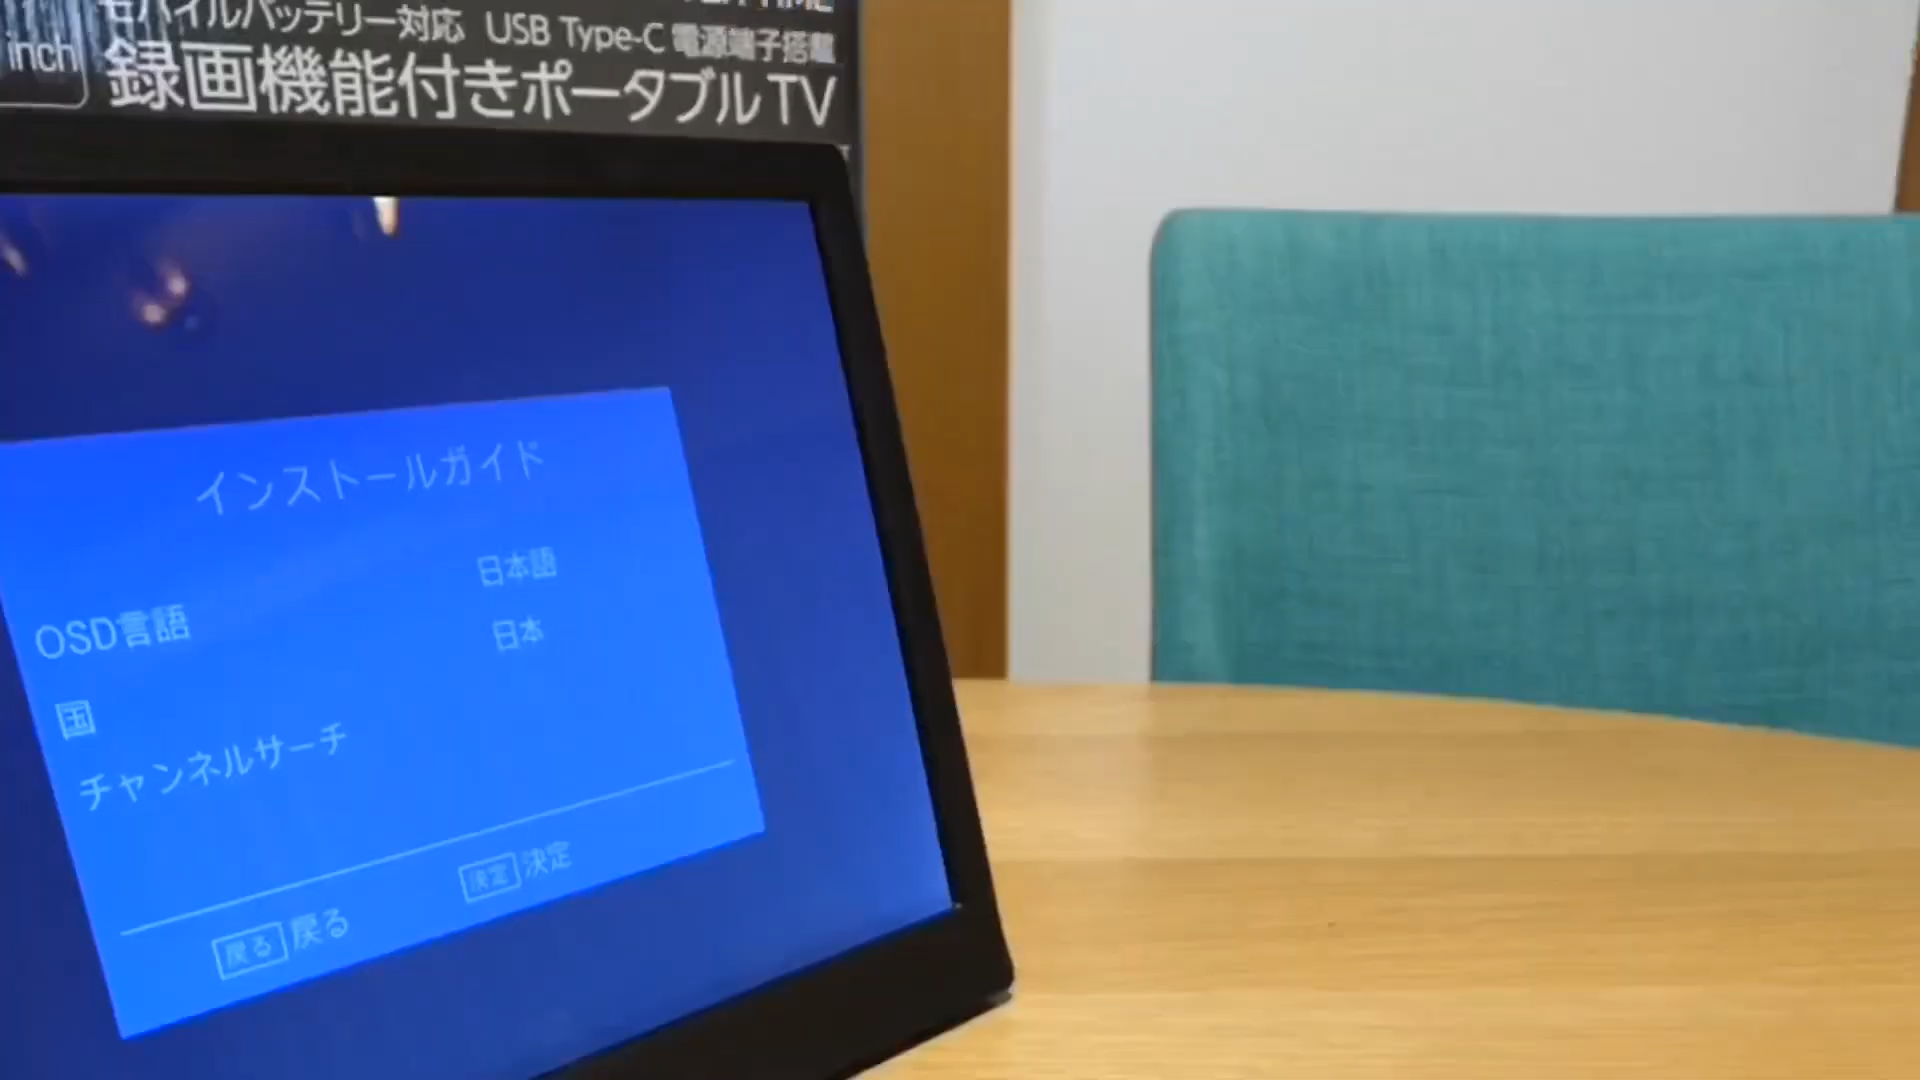 モバイルバッテリー対応 USB Type-C 電源端子搭載
inch 録画機能付きポータブルTV
インストールガイド
OSD言語 日本語
国 日本
チャンネルサーチ
戻る 戻る 決定 決定